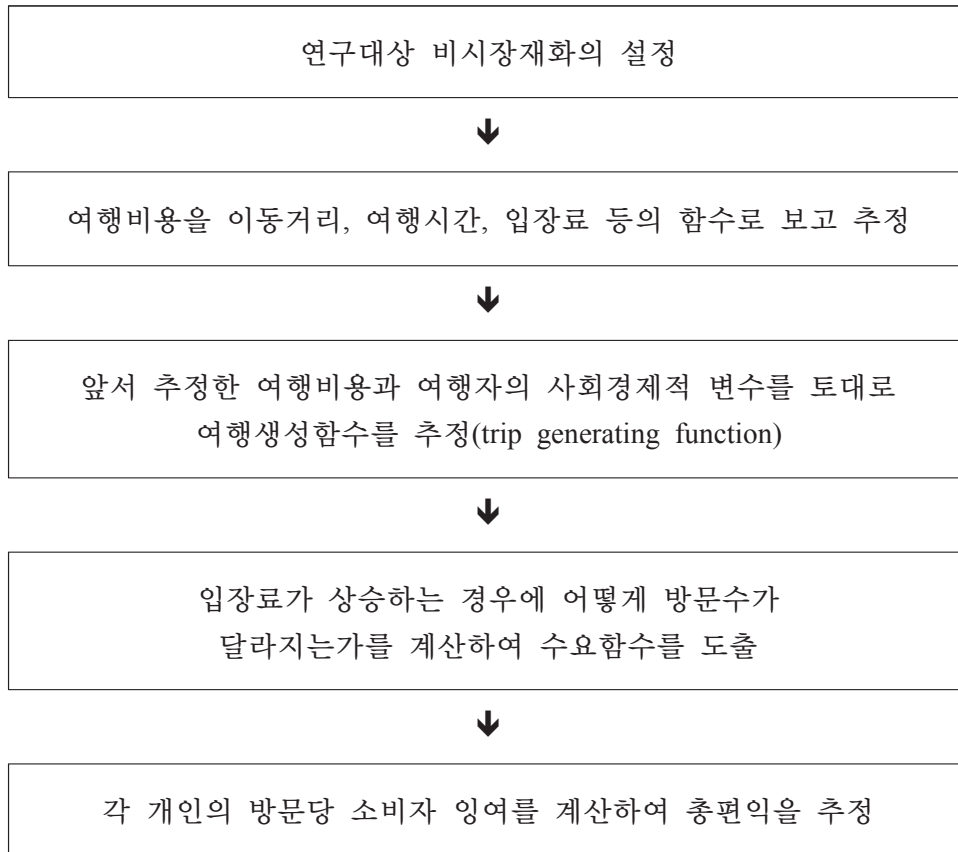 연구대상 비시장재화의 설정
여행비용을 이동거리, 여행시간, 입장료 등의 함수로 보고 추정
앞서 추정한 여행비용과 여행자의 사회경제적 변수를 토대로
여행생성함수를 추정(trip generating function)
입장료가 상승하는 경우에 어떻게 방문수가
달라지는가를 계산하여 수요함수를 도출
각 개인의 방문당 소비자 잉여를 계산하여 총편익을 추정